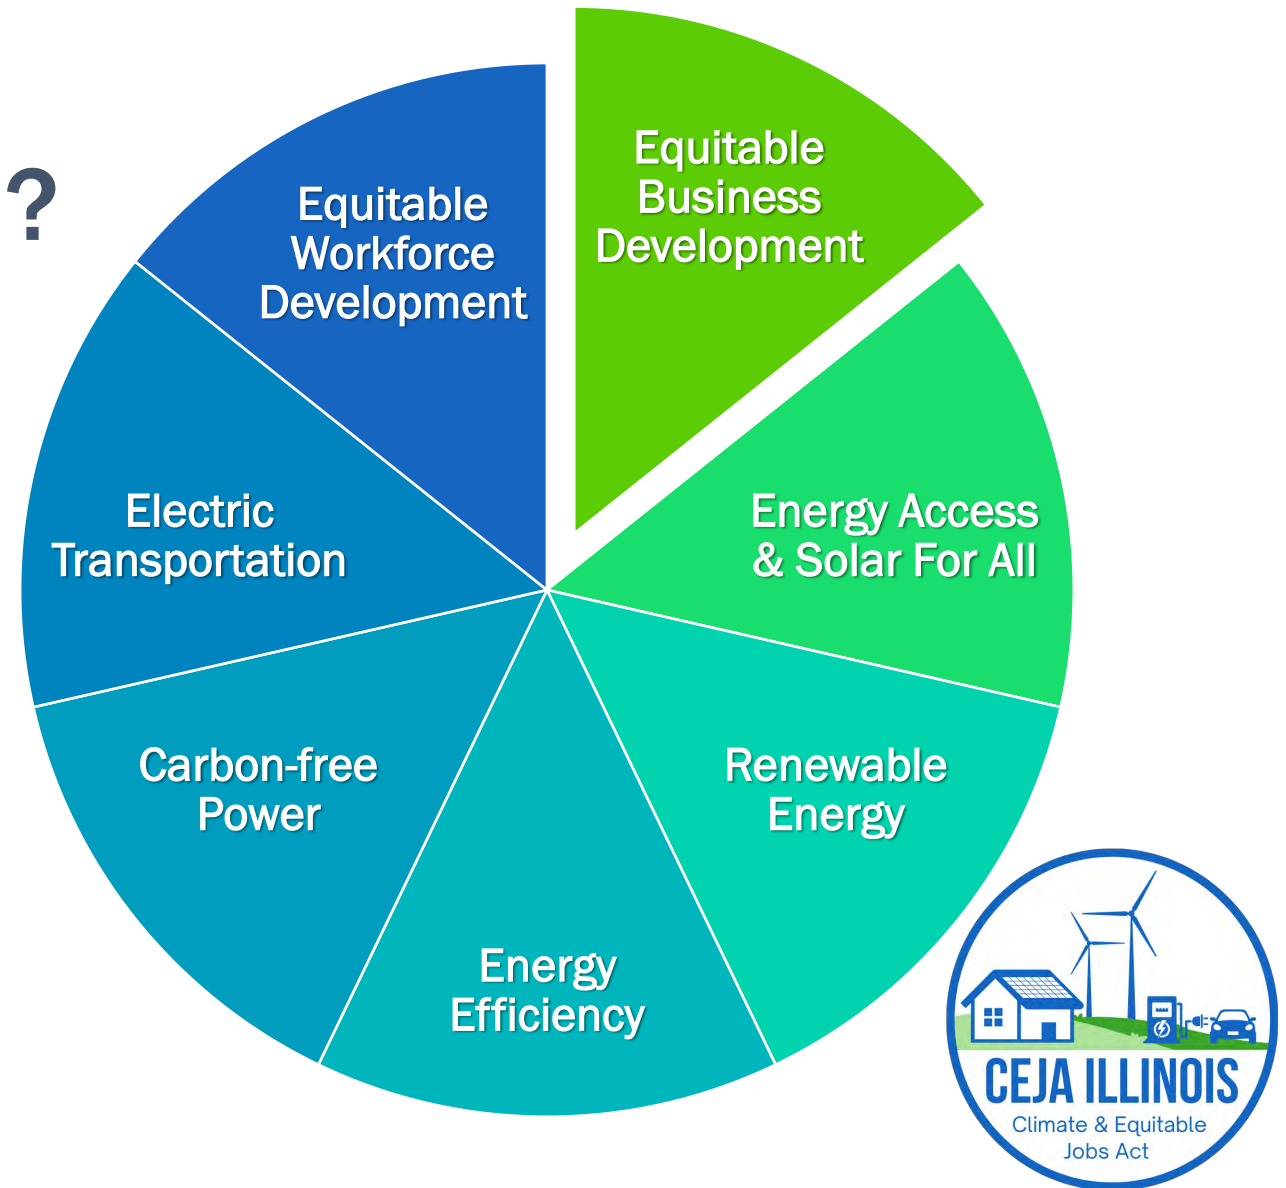 ?
Equitable
Business
Development
Equitable
Workforce
Development
Energy Access
& Solar For All
Electric
Transportation
Renewable
Energy
Carbon-free
Power
Energy
Efficiency
CEJA ILLINOIS
Climate & Equitable
Jobs Act